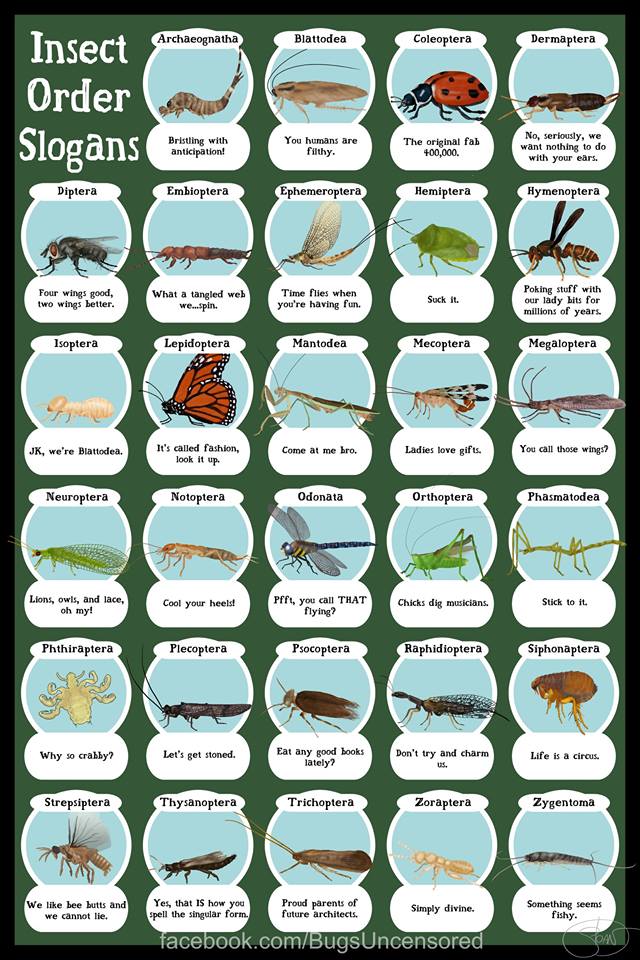 Insect
Order
Slogans
Archaeognatha
Bristling with
anticipation!
Blattodea
You humans are
filthy.
Coleoptera
The original fab
400,000.
Dermaptera
No, seriously, we
want nothing to do
with your ears.
Diptera
Four wings good,
two wings better.
Embioptera
What a tangled web
we...spin.
Ephemeroptera
Time flies when
you're having fun.
Hemiptera
Suck it.
Hymenoptera
Poking stuff with
our lady bits for
millions of years.
Isoptera
JK, we're Blattodea.
Lepidoptera
It's called fashion,
look it up.
Mantodea
Come at me bro.
Mecoptera
Ladies love gifts.
Megaloptera
You call those wings?
Neuroptera
Lions, owls, and lace,
oh my!
Notoptera
Cool your heels!
Odonata
Pfft, you call THAT
flying?
Orthoptera
Chicks dig musicians.
Phasmatodea
Stick to it.
Phthiraptera
Why so crabby?
Plecoptera
Let's get stoned.
Psocoptera
Eat any good books
lately?
Raphidioptera
Don't try and charm
us.
Siphonaptera
Life is a circus.
Strepsiptera
We like bee butts and
we cannot lie.
Thysanoptera
Yes, that IS how you
spell the singular form.
Trichoptera
Proud parents of
future architects.
Zoraptera
Simply divine.
Zygentoma
Something seems
fishy.
facebook.com/BugsUncensored